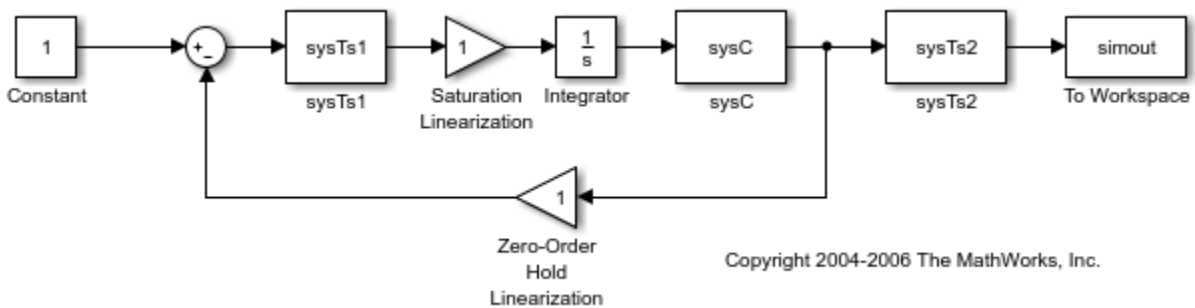 1
+
-
sysTs1
1
1
s
sysC
sysTs2
simout
Constant
sysTs1
Saturation
Linearization
Integrator
sysC
sysTs2
To Workspace
1
Zero-Order
Hold
Linearization
Copyright 2004-2006 The MathWorks, Inc.